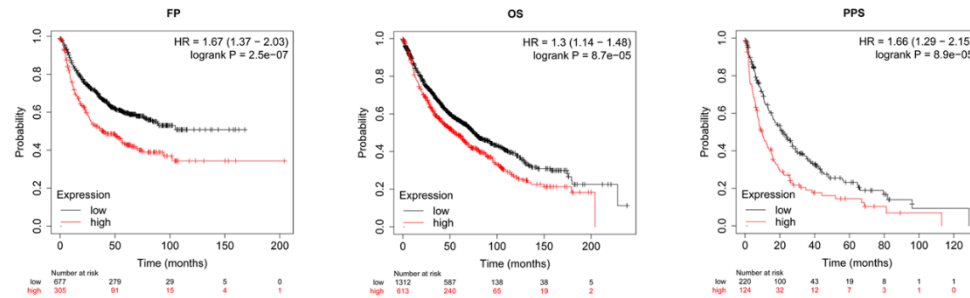 FP
HR = 1.67 (1.37 − 2.03)
logrank P = 2.5e−07
Probability
1.0
0.8
0.6
0.4
0.2
0.0
Expression
low
high
0 50 100 150 200
Time (months)
Number at risk
low 677 279 29 5 0
high 305 91 15 4 1
OS
HR = 1.3 (1.14 − 1.48)
logrank P = 8.7e−05
Probability
1.0
0.8
0.6
0.4
0.2
0.0
Expression
low
high
0 50 100 150 200
Time (months)
Number at risk
low 1312 587 138 38 5
high 613 240 65 19 2
PPS
HR = 1.66 (1.29 − 2.15
logrank P = 8.9e−05
Probability
1.0
0.8
0.6
0.4
0.2
0.0
Expression
low
high
0 20 40 60 80 100 120
Time (months)
Number at risk
low 220 100 43 19 8 1 1
high 124 32 12 7 3 1 0